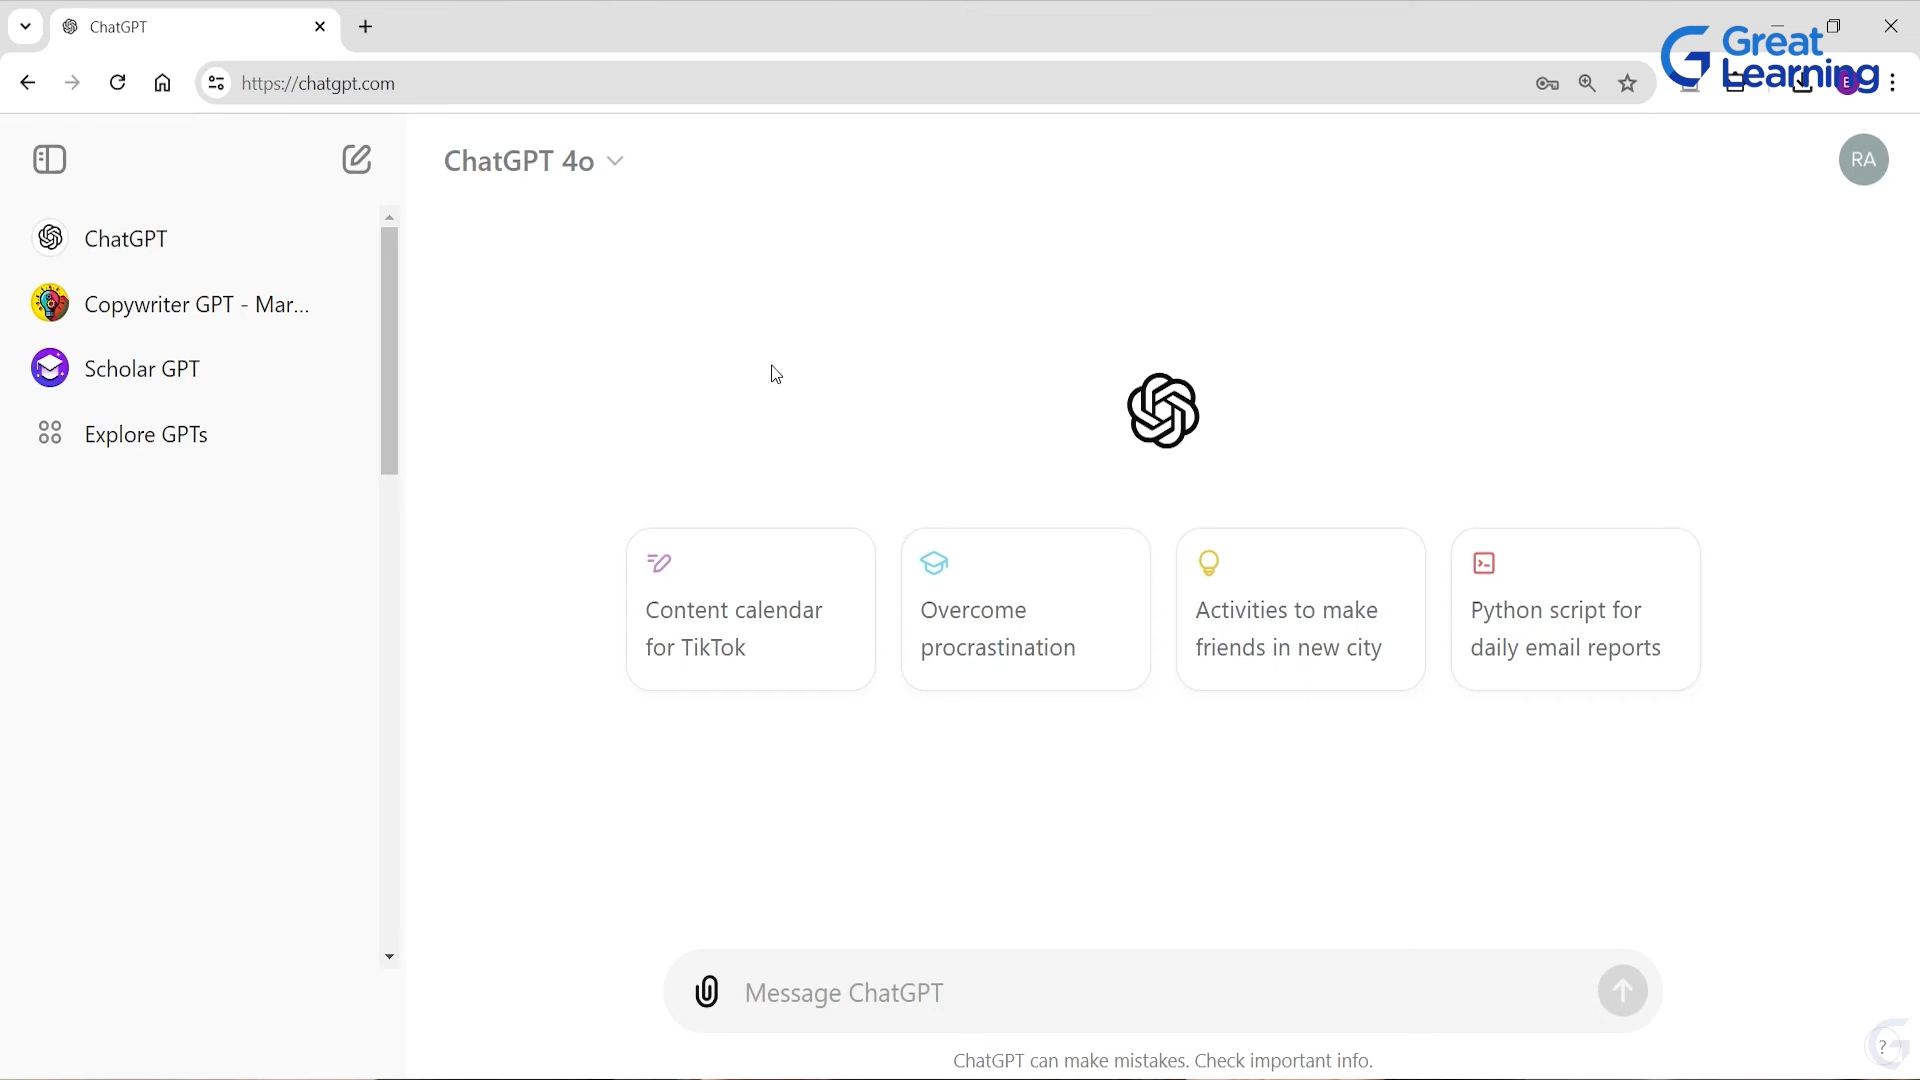 ChatGPT
https://chatgpt.com
Great
Learning
E
ChatGPT 4o
RA
ChatGPT
Copywriter GPT - Mar...
Scholar GPT
Explore GPTs
Content calendar
for TikTok
Overcome
procrastination
Activities to make
friends in new city
Python script for
daily email reports
Message ChatGPT
ChatGPT can make mistakes. Check important info.
?